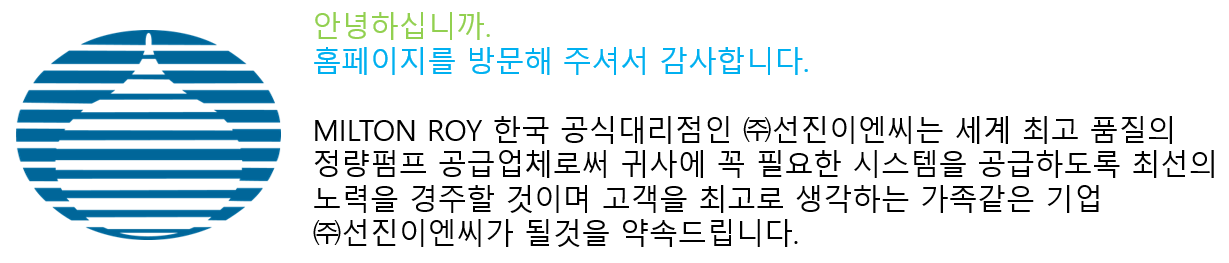 안녕하십니까.
홈페이지를 방문해 주셔서 감사합니다.
MILTON ROY 한국 공식대리점인 ㈜선진이엔씨는 세계 최고 품질의
정량펌프 공급업체로써 귀사에 꼭 필요한 시스템을 공급하도록 최선의
노력을 경주할 것이며 고객을 최고로 생각하는 가족같은 기업
㈜선진이엔씨가 될것을 약속드립니다.